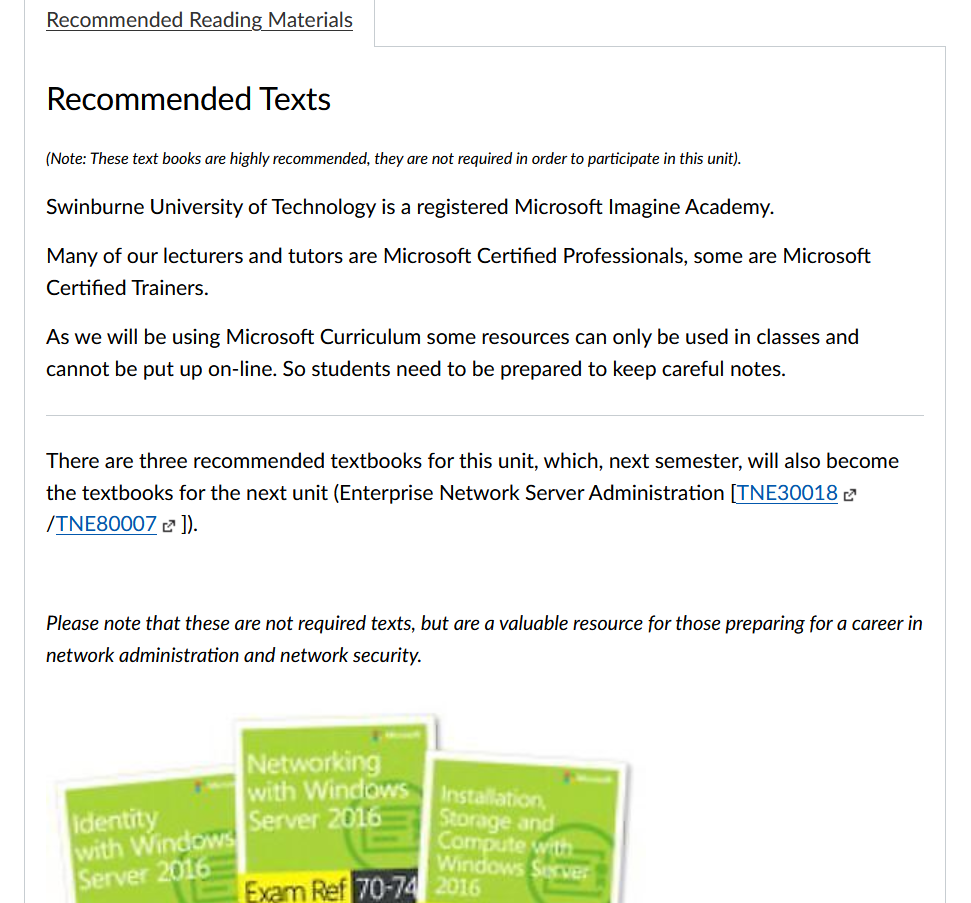 Recommended Reading Materials
Recommended Texts
(Note: These text books are highly recommended, they are not required in order to participate in this unit).
Swinburne University of Technology is a registered Microsoft Imagine Academy.
Many of our lecturers and tutors are Microsoft Certified Professionals, some are Microsoft
Certified Trainers.
As we will be using Microsoft Curriculum some resources can only be used in classes and
cannot be put up on-line. So students need to be prepared to keep careful notes.
There are three recommended textbooks for this unit, which, next semester, will also become
the textbooks for the next unit (Enterprise Network Server Administration [TNE30018
/TNE80007 ]).
Please note that these are not required texts, but are a valuable resource for those preparing for a career in
network administration and network security.
Identity
with Windows
Server 2016
Microsoft
Networking
with Windows
Server 2016
Exam Ref 70-74
Microsoft
Installation,
Storage and
Compute with
Windows Server
2016